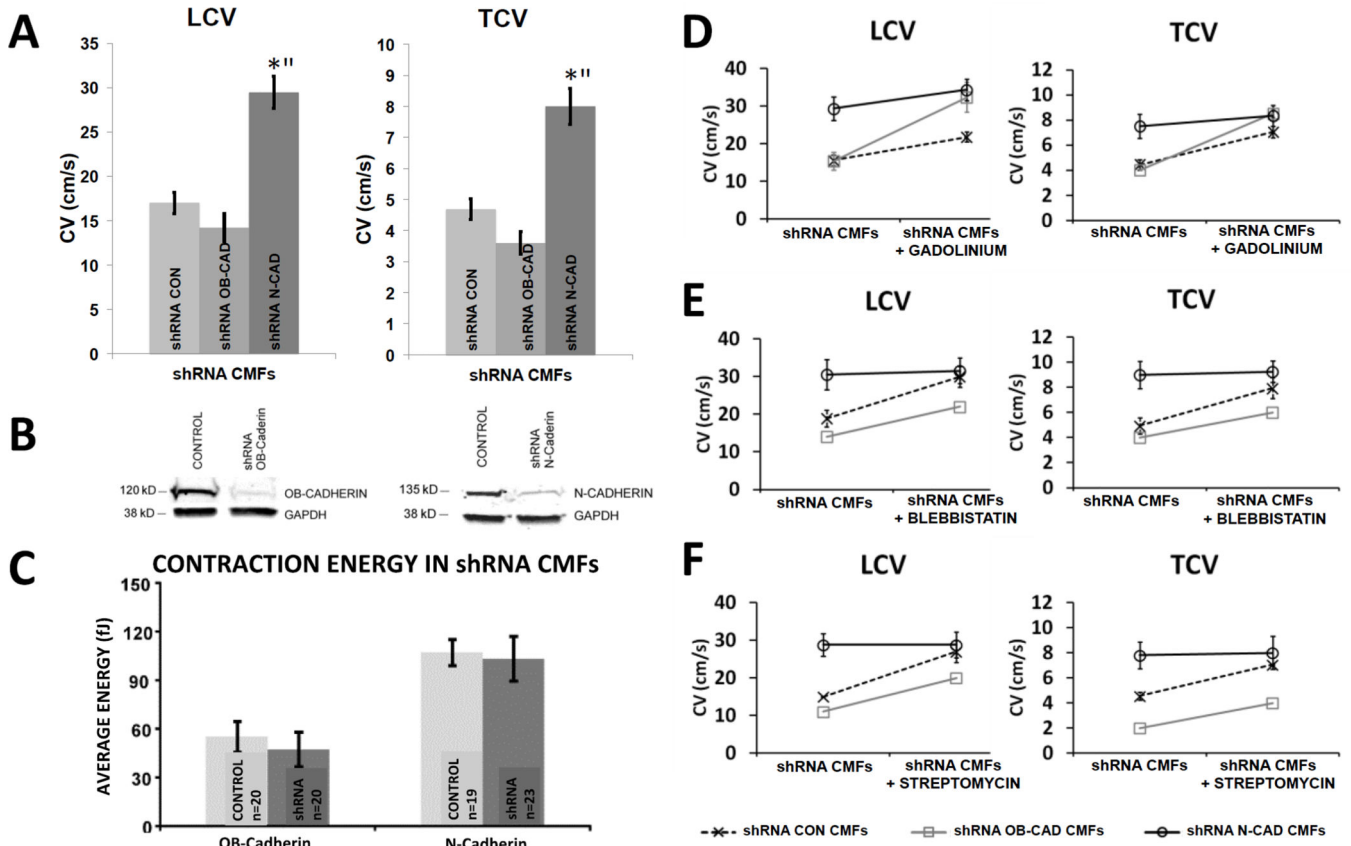 A
LCV
TCV
CV (cm/s)
35
30
25
20
15
10
5
0
*"
shRNA CON
shRNA OB-CAD
shRNA N-CAD
shRNA CMFs
CV (cm/s)
10
9
8
7
6
5
4
3
2
1
0
*"
shRNA CON
shRNA OB-CAD
shRNA N-CAD
shRNA CMFs
B
CONTROL
shRNA
OB-Caderin
120 kD
OB-CADHERIN
38 kD
GAPDH
CONTROL
shRNA
N-Caderin
135 kD
N-CADHERIN
38 kD
GAPDH
C
CONTRACTION ENERGY IN shRNA CMFs
AVERAGE ENERGY (fJ)
150
120
90
60
30
0
CONTROL
n=20
shRNA
n=20
CONTROL
n=19
shRNA
n=23
OB-Cadherin
N-Cadherin
D
LCV
CV (cm/s)
40
30
20
10
0
shRNA CMFs
shRNA CMFs
+ GADOLINIUM
TCV
CV (cm/s)
12
10
8
6
4
2
0
shRNA CMFs
shRNA CMFs
+ GADOLINIUM
E
LCV
CV (cm/s)
40
30
20
10
0
shRNA CMFs
shRNA CMFs
+ BLEBBISTATIN
TCV
CV (cm/s)
12
10
8
6
4
2
0
shRNA CMFs
shRNA CMFs
+ BLEBBISTATIN
F
LCV
CV (cm/s)
40
30
20
10
0
shRNA CMFs
shRNA CMFs
+ STREPTOMYCIN
TCV
CV (cm/s)
12
10
8
6
4
2
0
shRNA CMFs
shRNA CMFs
+ STREPTOMYCIN
shRNA CON CMFs
shRNA OB-CAD CMFs
shRNA N-CAD CMFs